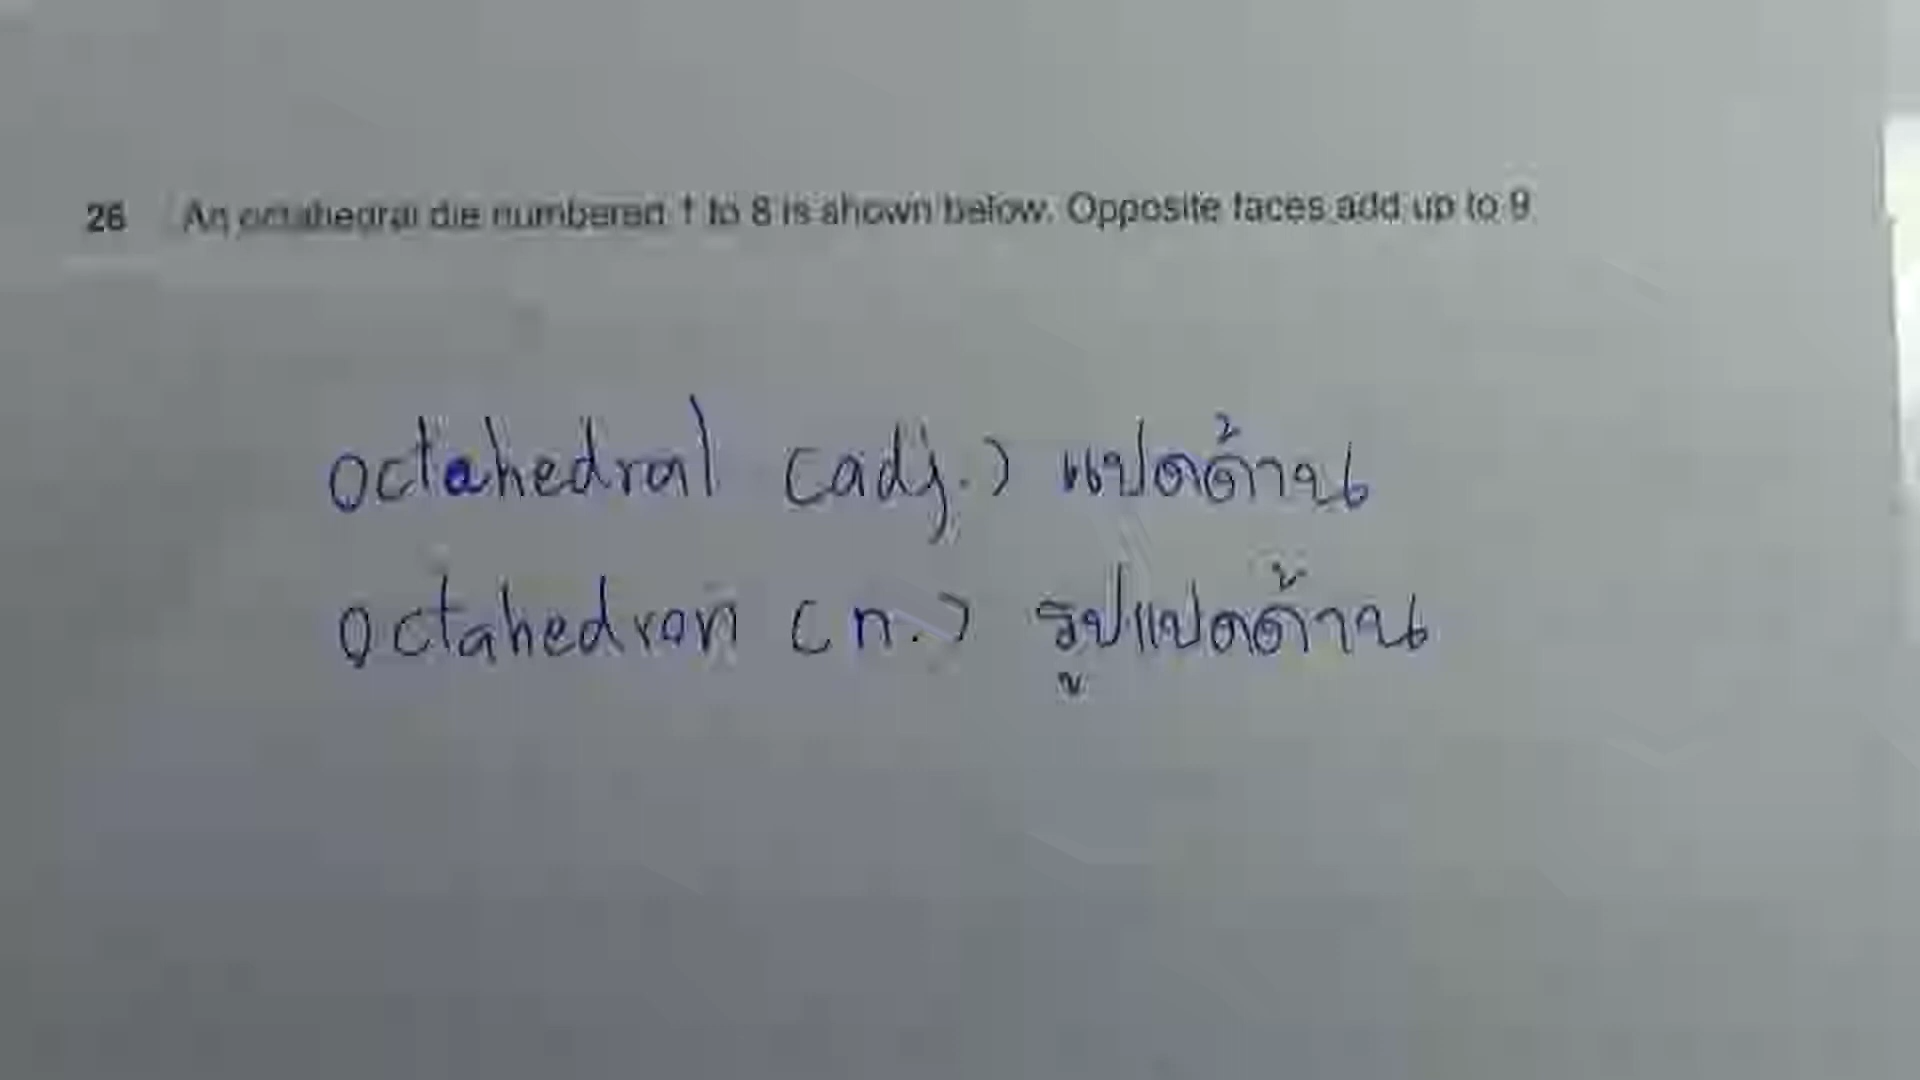 26 An octahedral die numbered 1 to 8 is shown below. Opposite faces add up to 9
octahedral (adj.) แปดด้าน
octahedron (n.) รูปแปดด้าน